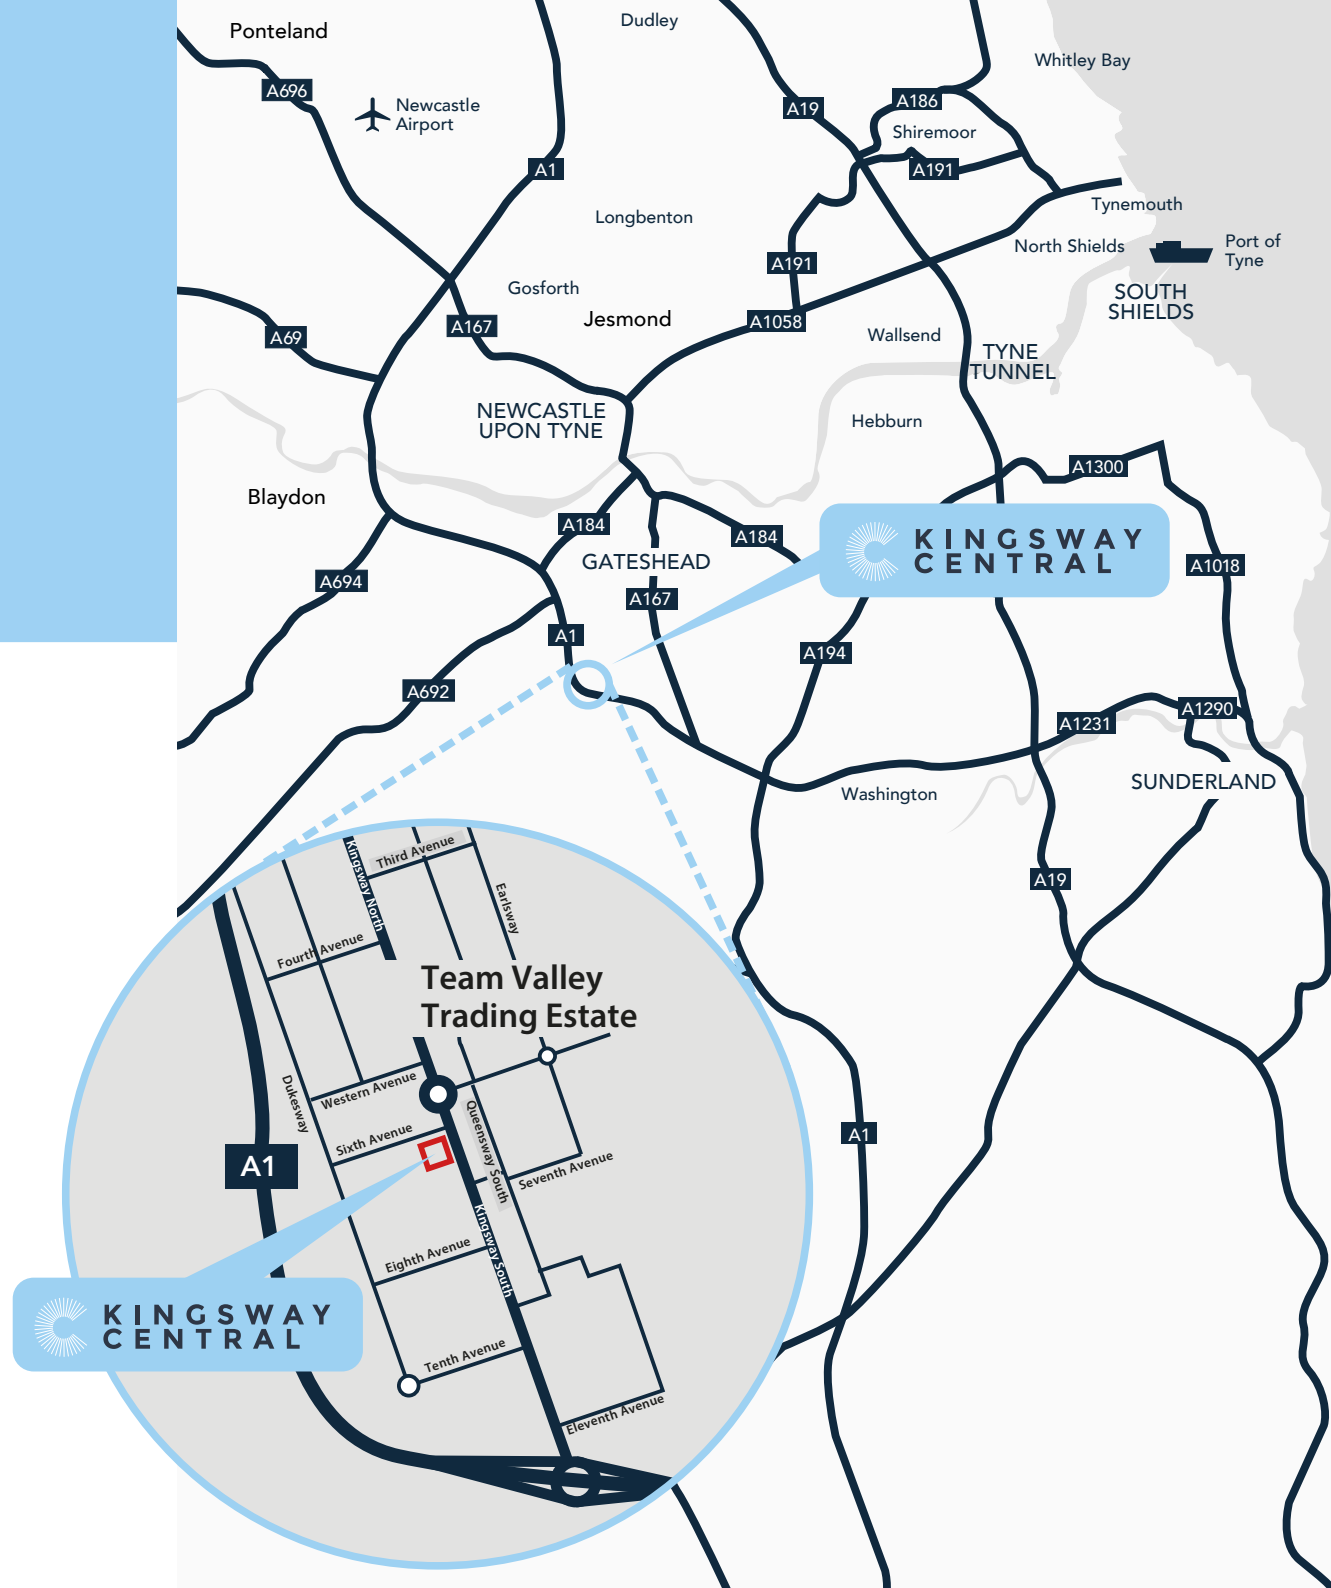 Dudley
Ponteland
Whitley Bay
A696
A186
Newcastle
Airport
A19
Shiremoor
A1
A191
Tynemouth
Longbenton
North Shields
Port of
Tyne
A191
Gosforth
SOUTH
SHIELDS
Jesmond
A1058
A167
A69
Wallsend
TYNE
TUNNEL
NEWCASTLE
UPON TYNE
Hebburn
A1300
Blaydon
A184
A184
KINGSWAY
CENTRAL
GATESHEAD
A1018
A694
A167
A1
A194
A692
A1290
A1231
SUNDERLAND
Washington
A19
Third Avenue
Kingsway North
Earlsway
Fourth Avenue
Team Valley
Trading Estate
Dukesway
Western Avenue
Sixth Avenue
Queensway South
A1
A1
Seventh Avenue
Eighth Avenue
Kingsway South
KINGSWAY
CENTRAL
Tenth Avenue
Eleventh Avenue